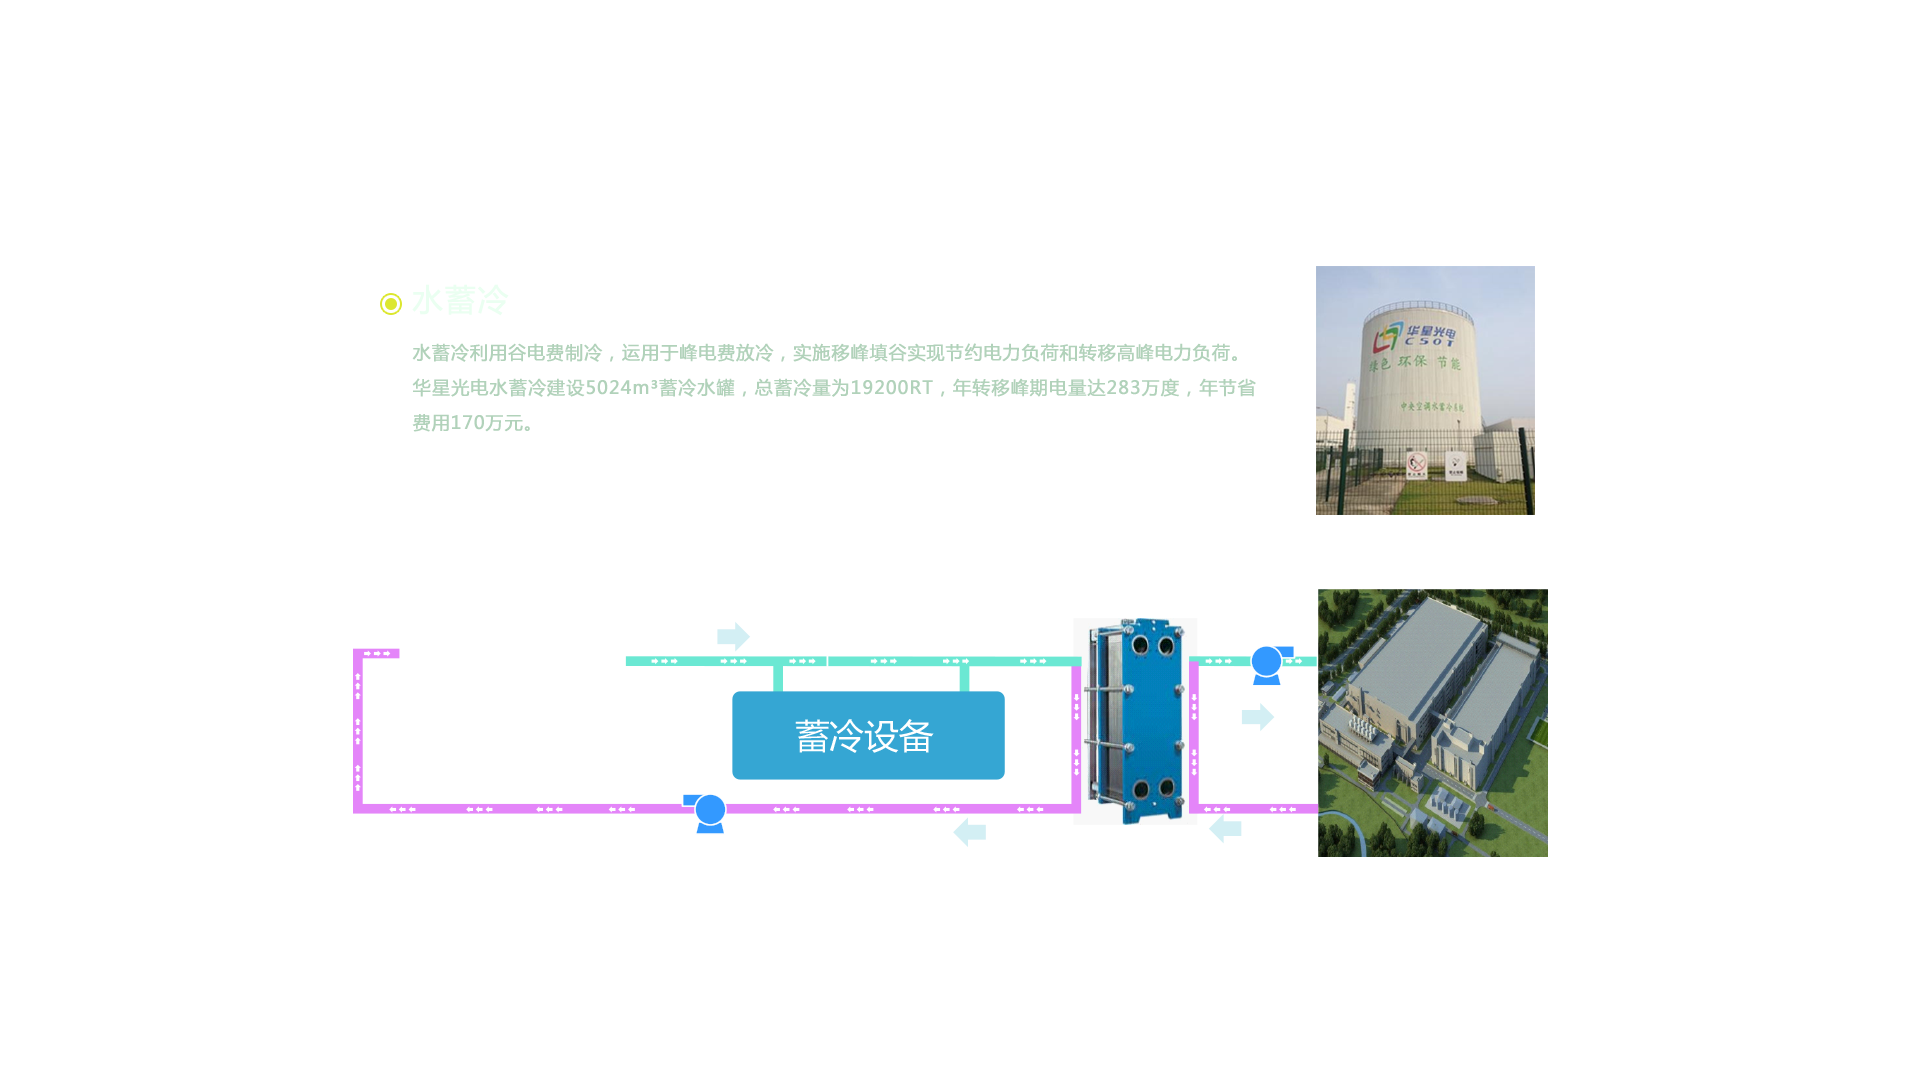 水蓄冷
水蓄冷利用谷电费制冷，运用于峰电费放冷，实施移峰填谷实现节约电力负荷和转移高峰电力负荷。
华星光电水蓄冷建设5024m³蓄冷水罐，总蓄冷量为19200RT，年转移峰期电量达283万度，年节省
费用170万元。
华星光电
CSOT
绿色 环保 节能
中央空调水蓄冷系统
蓄冷设备